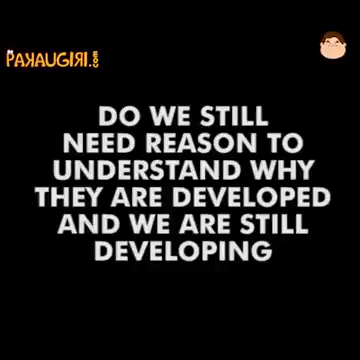 PAKAUGIRI.com
DO WE STILL
NEED REASON TO
UNDERSTAND WHY
THEY ARE DEVELOPED
AND WE ARE STILL
DEVELOPING